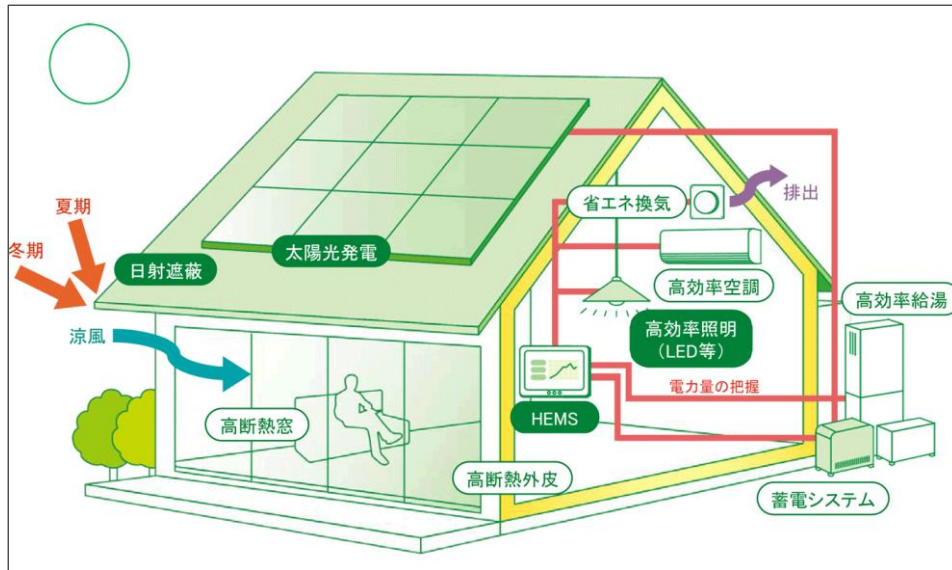 夏期
冬期
日射遮蔽
太陽光発電
涼風
高断熱窓
省エネ換気
排出
高効率空調
高効率給湯
高効率照明
(LED等)
電力量の把握
HEMS
高断熱外皮
蓄電システム